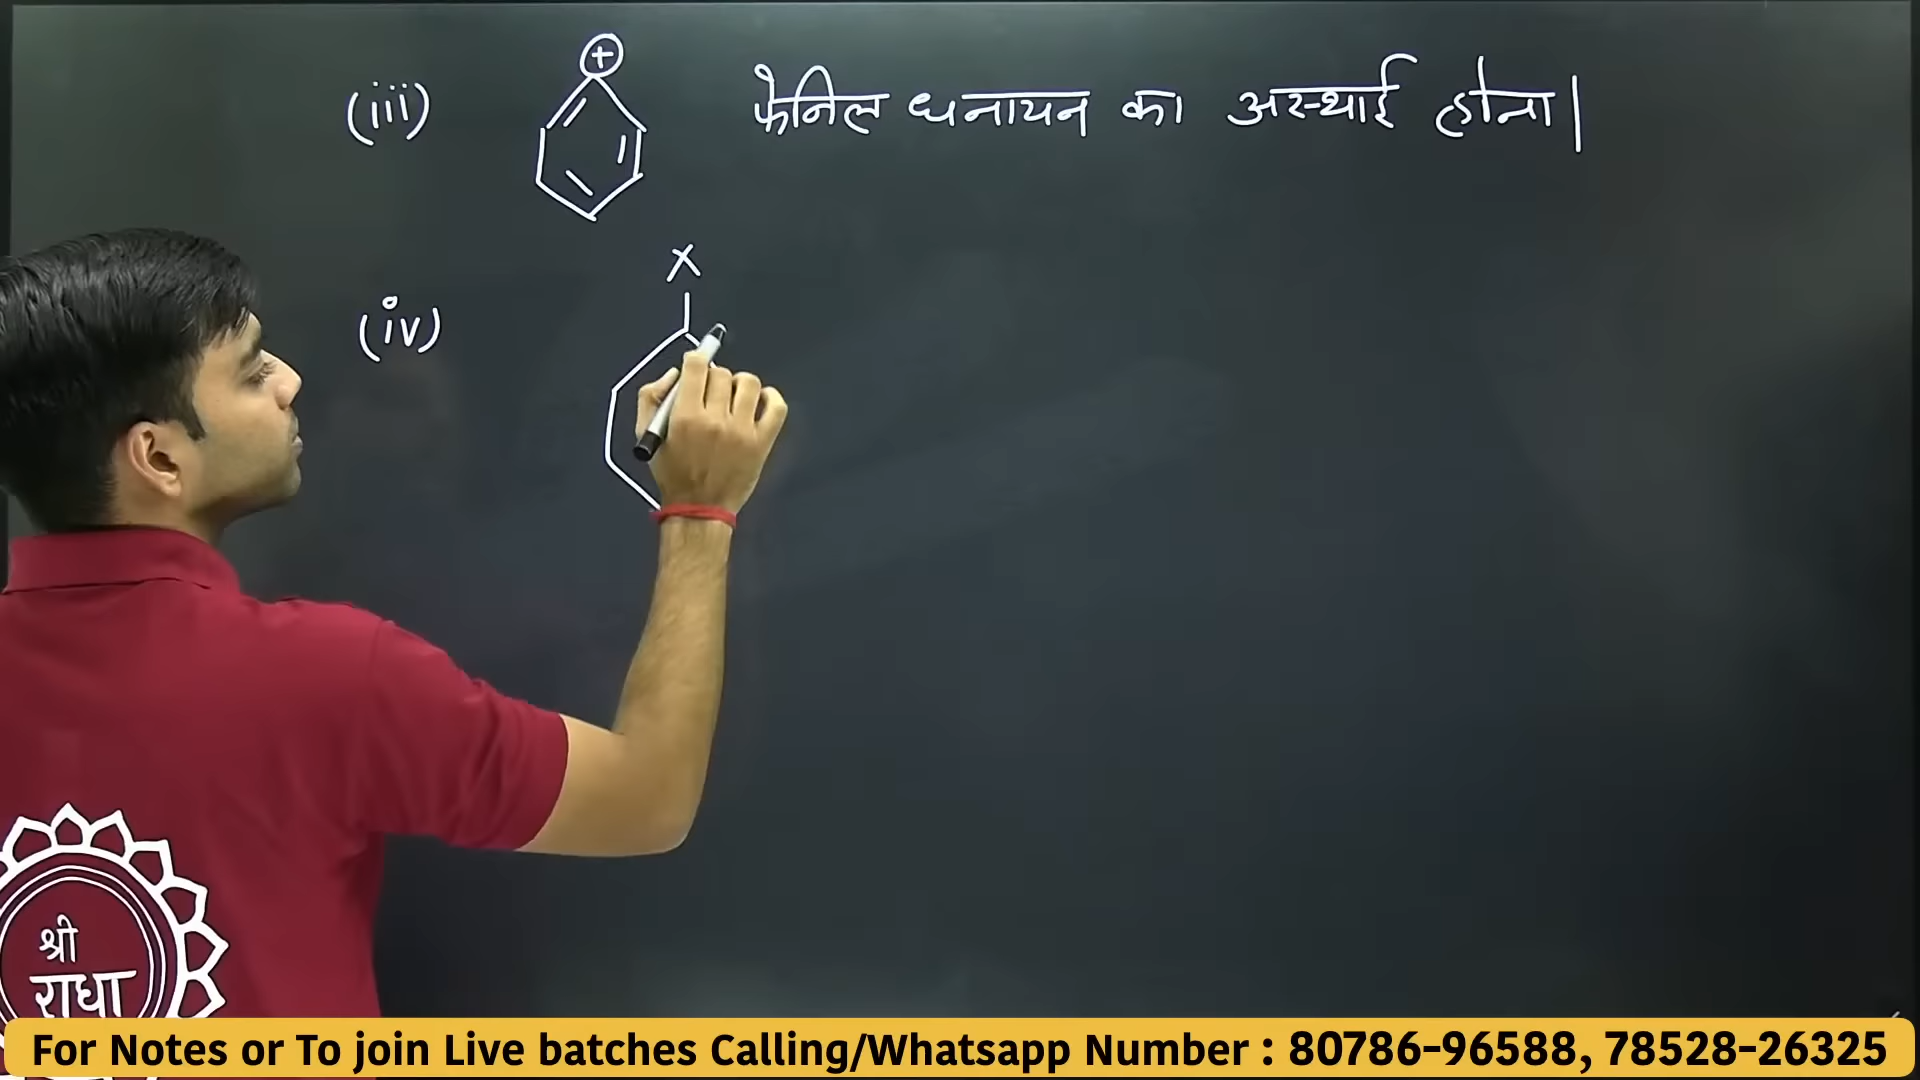 (iii) + फेनिल धनायन का अस्थाई होना|
X
(iv)
श्री
राधा
For Notes or To join Live batches Calling/Whatsapp Number : 80786-96588, 78528-26325